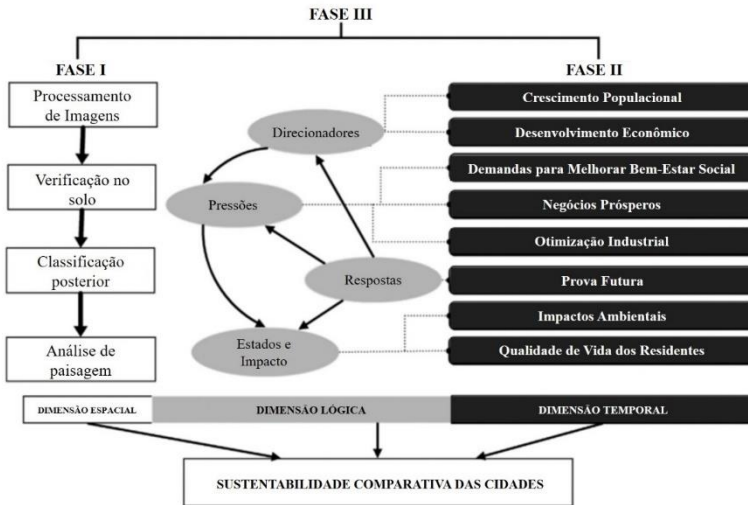 FASE III
FASE I
Processamento
de Imagens
Verificação no
solo
Classificação
posterior
Análise de
paisagem
Direcionadores
Pressões
Respostas
Estados e
Impacto
FASE II
Crescimento Populacional
Desenvolvimento Econômico
Demandas para Melhorar Bem-Estar Social
Negócios Prósperos
Otimização Industrial
Prova Futura
Impactos Ambientais
Qualidade de Vida dos Residentes
DIMENSÃO ESPACIAL
DIMENSÃO LÓGICA
DIMENSÃO TEMPORAL
SUSTENTABILIDADE COMPARATIVA DAS CIDADES